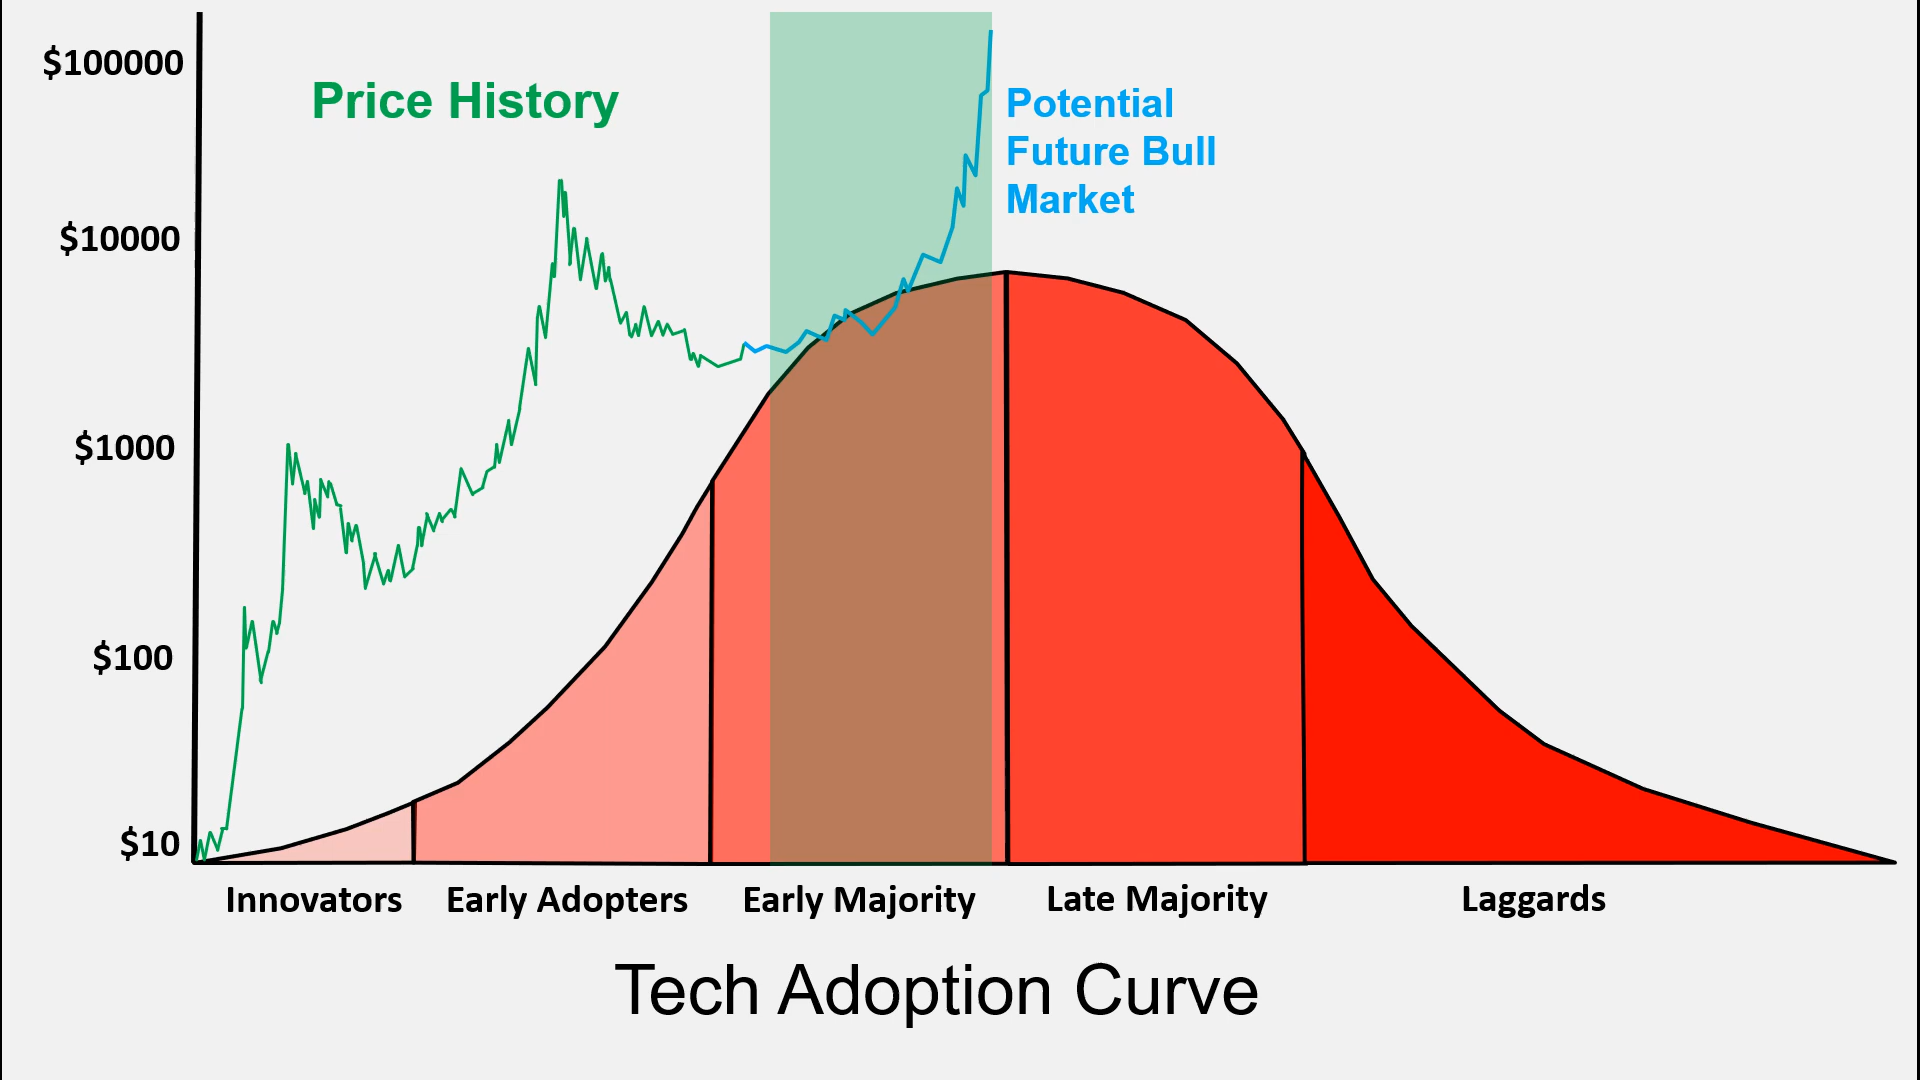 $100000
Price History
Potential
Future Bull
Market
$10000
$1000
$100
$10
Innovators
Early Adopters
Early Majority
Late Majority
Laggards
Tech Adoption Curve